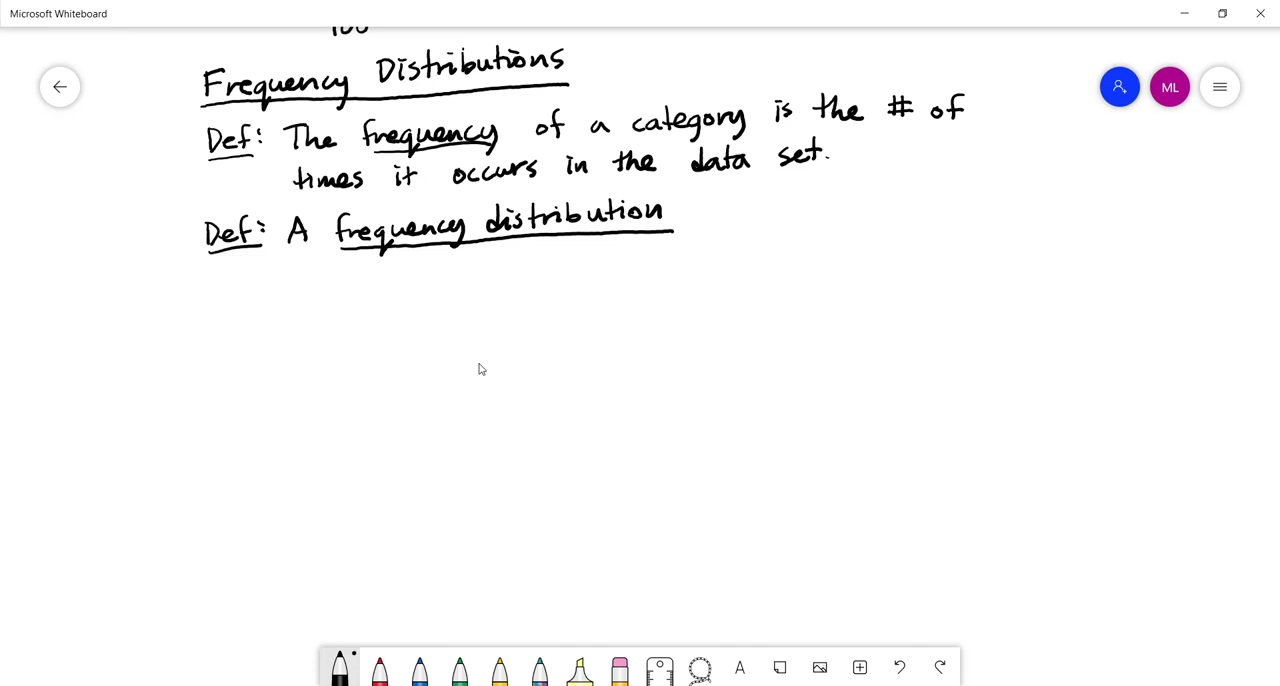 Microsoft Whiteboard
100
Frequency Distributions
ML
Def: The frequency of a category is the # of
times it occurs in the data set.
Def: A frequency distribution
A